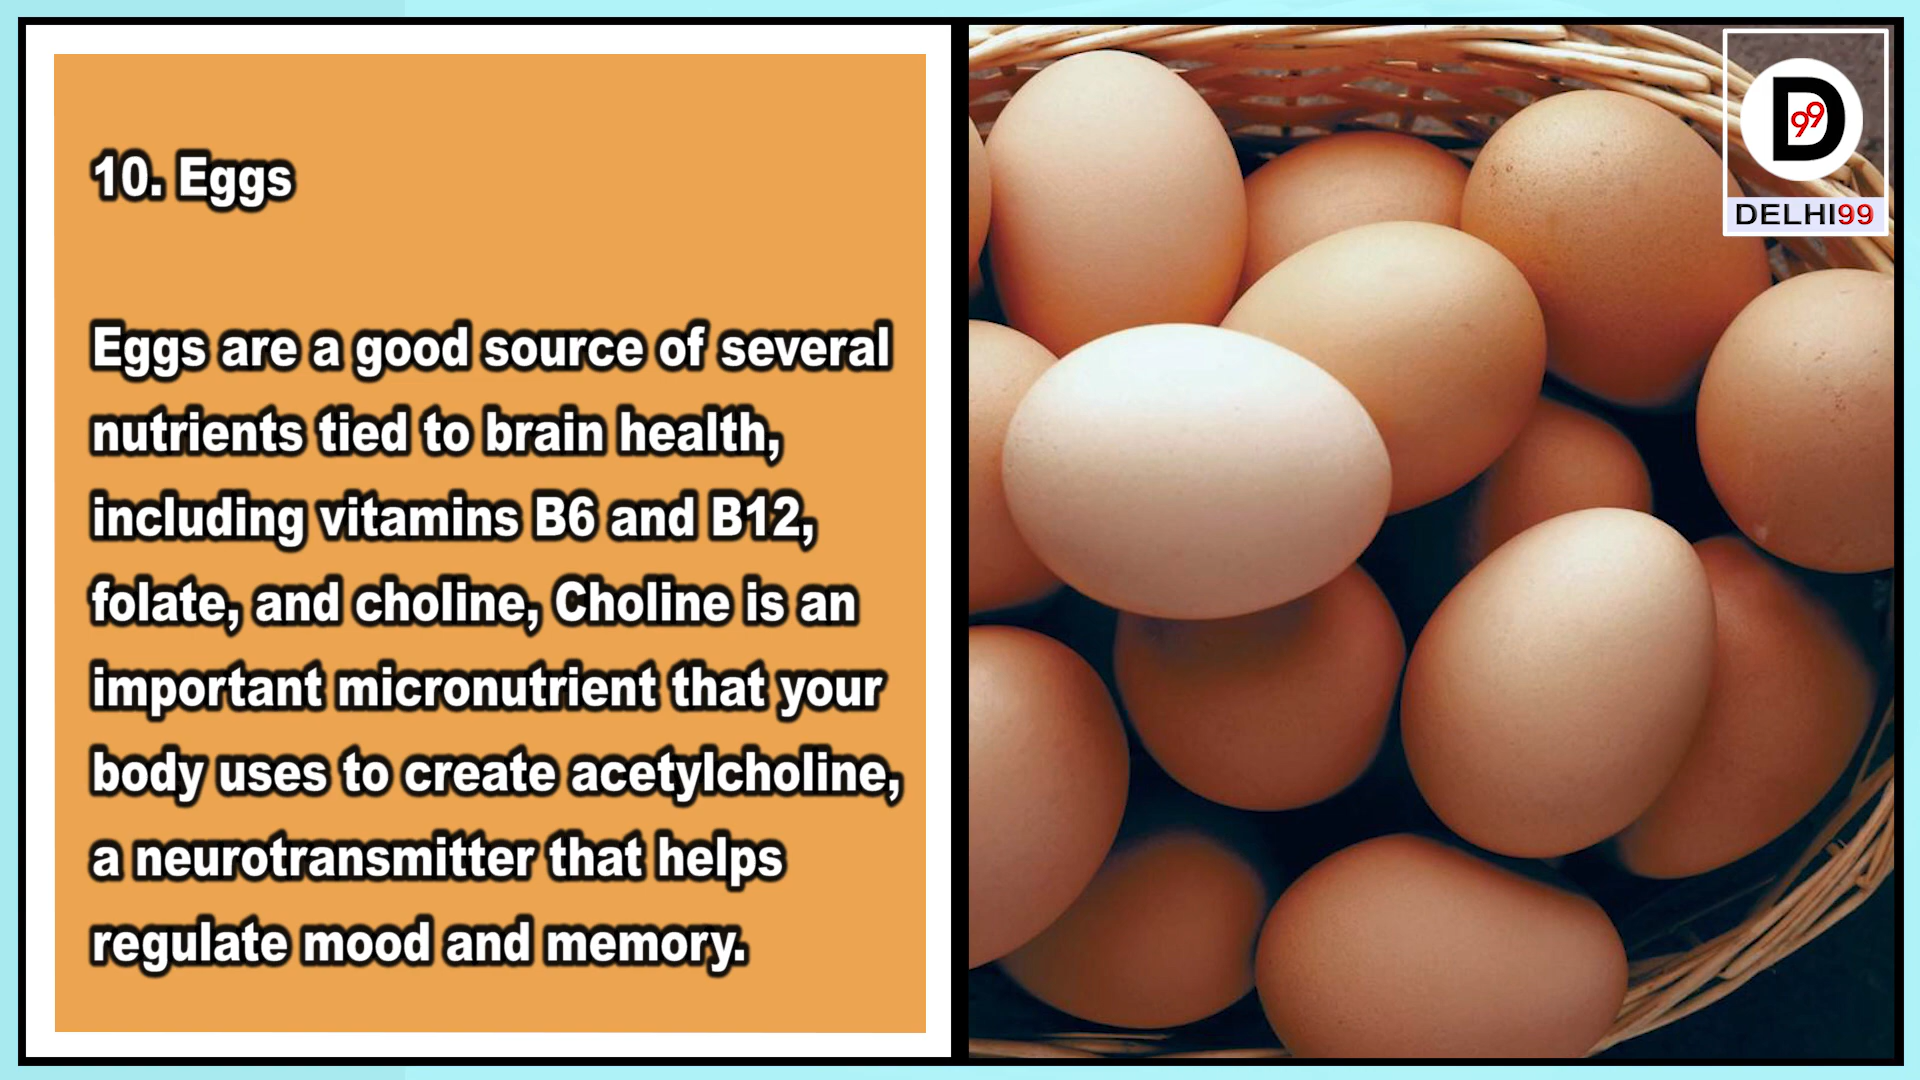 10. Eggs
Eggs are a good source of several
nutrients tied to brain health,
including vitamins B6 and B12,
folate, and choline, Choline is an
important micronutrient that your
body uses to create acetylcholine,
a neurotransmitter that helps
regulate mood and memory.
D99
DELHI99